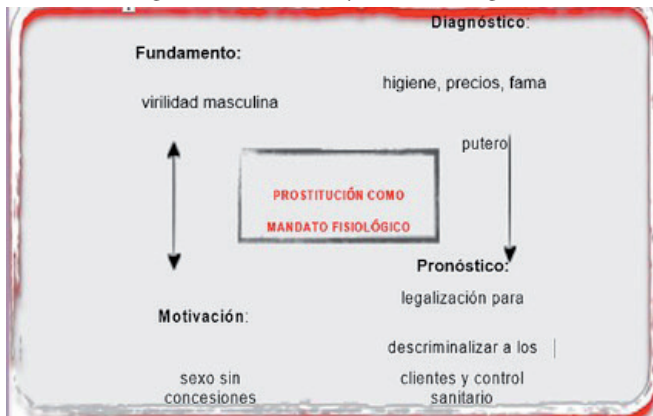 Diagnóstico:
Fundamento:
higiene, precios, fama
virilidad masculina
putero
PROSTITUCIÓN COMO
MANDATO FISIOLÓGICO
Pronóstico:
legalización para
Motivación:
descriminalizar a los
sexo sin
concesiones
clientes y control
sanitario